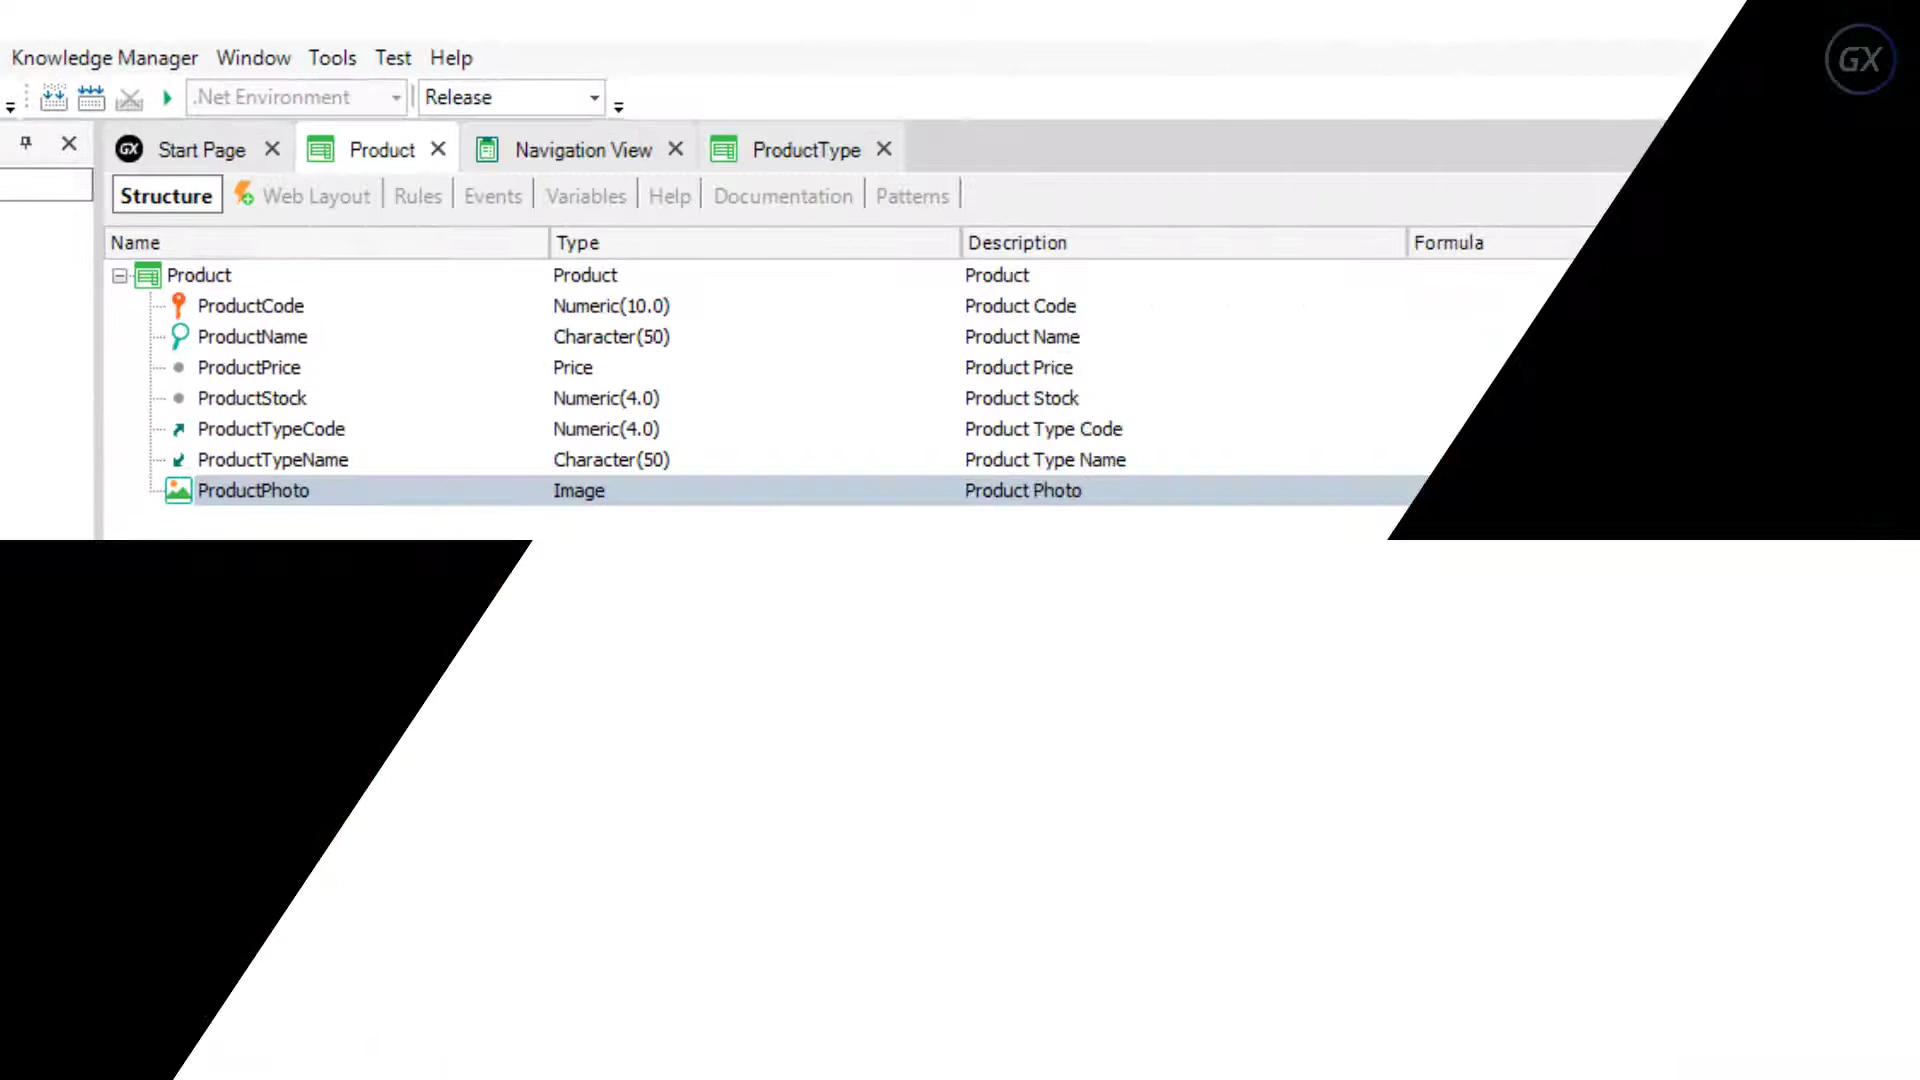 GX
Knowledge Manager Window Tools Test Help
.Net Environment Release
GX Start Page Product Navigation View ProductType
Structure Web Layout Rules Events Variables Help Documentation Patterns
Name Type Description Formula
Product Product Product
ProductCode Numeric(10.0) Product Code
ProductName Character(50) Product Name
ProductPrice Price Product Price
ProductStock Numeric(4.0) Product Stock
ProductTypeCode Numeric(4.0) Product Type Code
ProductTypeName Character(50) Product Type Name
ProductPhoto Image Product Photo